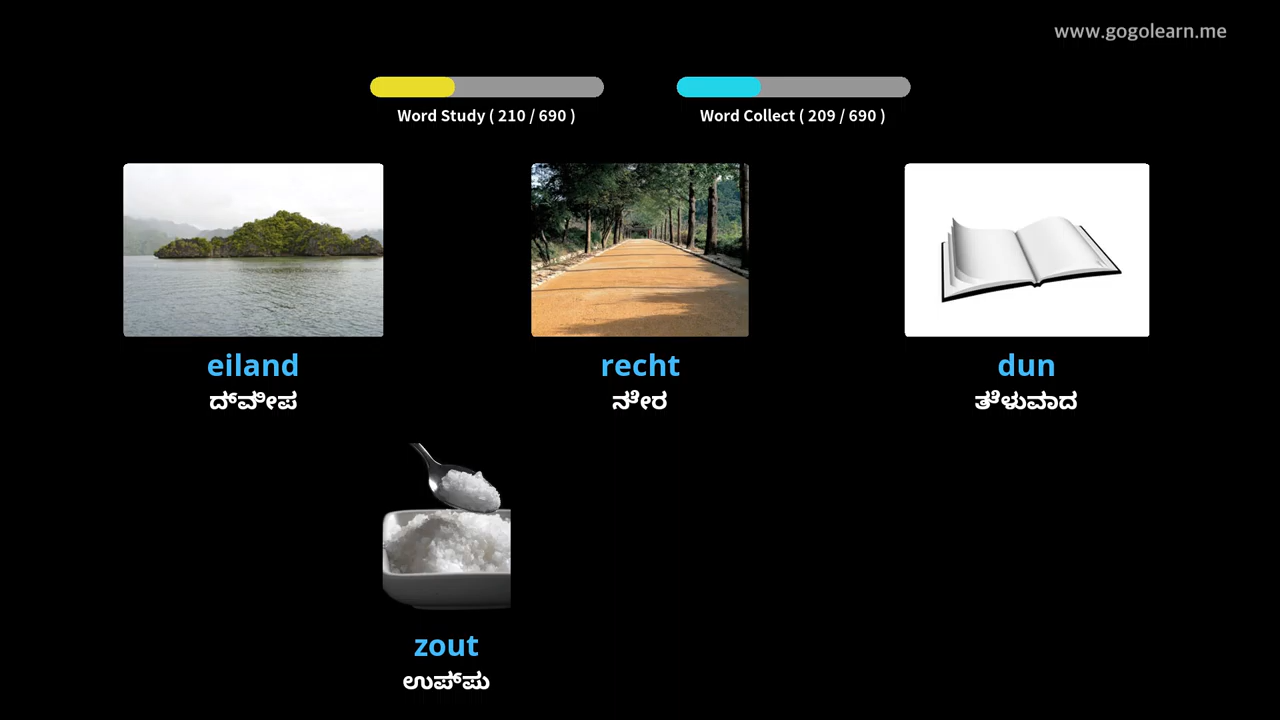 www.gogolearn.me
Word Study ( 210 / 690 )
Word Collect ( 209 / 690 )
eiland
ದ್ವೀಪ
recht
ನೇರ
dun
ತೆಳುವಾದ
zout
ಉಪ್ಪು